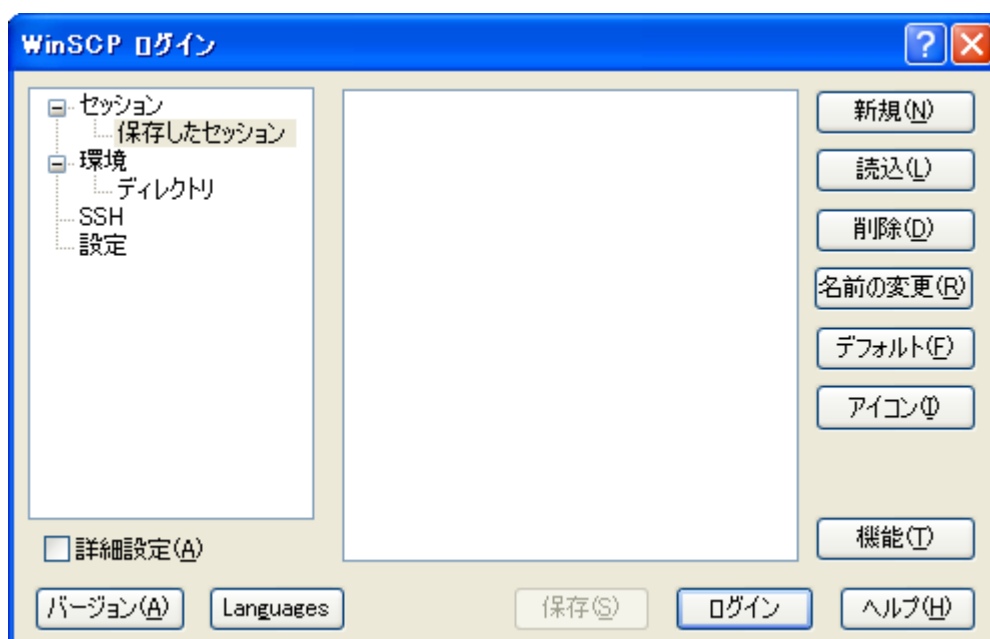 WinSCP ログイン
セッション
保存したセッション
環境
ディレクトリ
SSH
設定
詳細設定(A)
新規(N)
読込(L)
削除(D)
名前の変更(R)
デフォルト(F)
アイコン(I)
機能(T)
バージョン(A)
Languages
保存(S)
ログイン
ヘルプ(H)